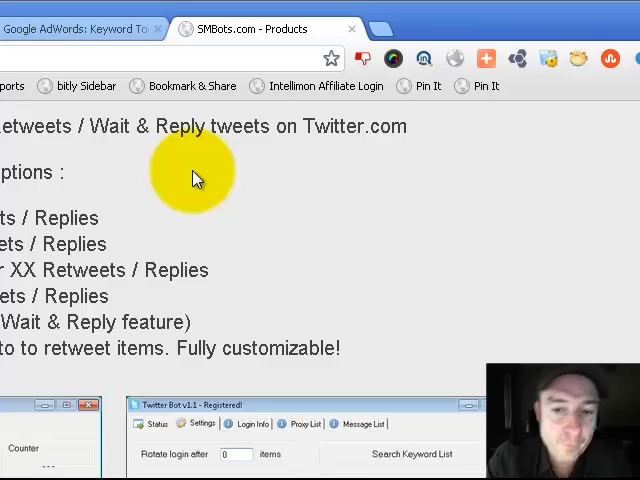 Google AdWords: Keyword To
SMBots.com - Products
ports
bitly Sidebar
Bookmark & Share
Intellimon Affiliate Login
Pin It
Pin It
etweets / Wait & Reply tweets on Twitter.com
ptions :
ts / Replies
ets / Replies
r XX Retweets / Replies
ets / Replies
Wait & Reply feature)
to to retweet items. Fully customizable!
Counter
---
Twitter Bot v1.1 - Registered!
Status
Settings
Login Info
Proxy List
Message List
Rotate login after
0
items
Search Keyword List